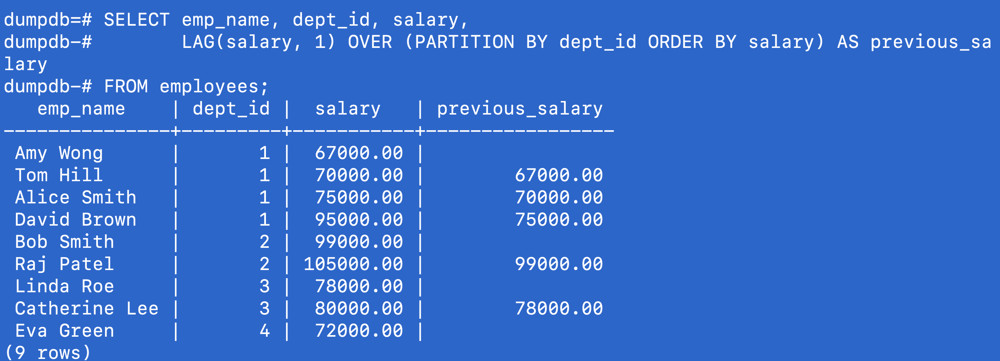 dumpdb=# SELECT emp_name, dept_id, salary,
dumpdb-#        LAG(salary, 1) OVER (PARTITION BY dept_id ORDER BY salary) AS previous_sa
lary
dumpdb-# FROM employees;
   emp_name    | dept_id |  salary   | previous_salary
---------------+---------+-----------+-----------------
 Amy Wong      |       1 |  67000.00 |
 Tom Hill      |       1 |  70000.00 |        67000.00
 Alice Smith   |       1 |  75000.00 |        70000.00
 David Brown   |       1 |  95000.00 |        75000.00
 Bob Smith     |       2 |  99000.00 |
 Raj Patel     |       2 | 105000.00 |        99000.00
 Linda Roe     |       3 |  78000.00 |
 Catherine Lee |       3 |  80000.00 |        78000.00
 Eva Green     |       4 |  72000.00 |
(9 rows)